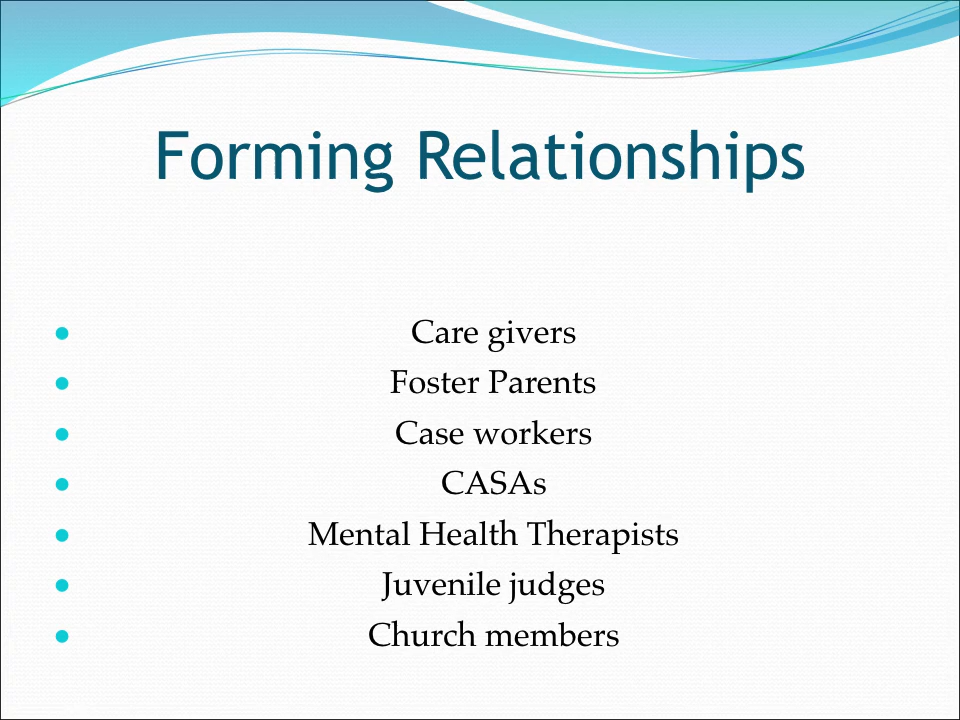 Forming Relationships
• Care givers
• Foster Parents
• Case workers
• CASAs
• Mental Health Therapists
• Juvenile judges
• Church members